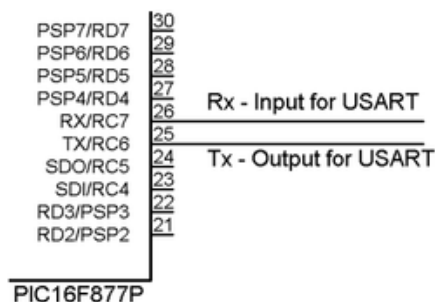 PSP7/RD7 30
PSP6/RD6 29
PSP5/RD5 28
PSP4/RD4 27
RX/RC7 26 Rx - Input for USART
TX/RC6 25
SDO/RC5 24 Tx - Output for USART
SDI/RC4 23
RD3/PSP3 22
RD2/PSP2 21
PIC16F877P